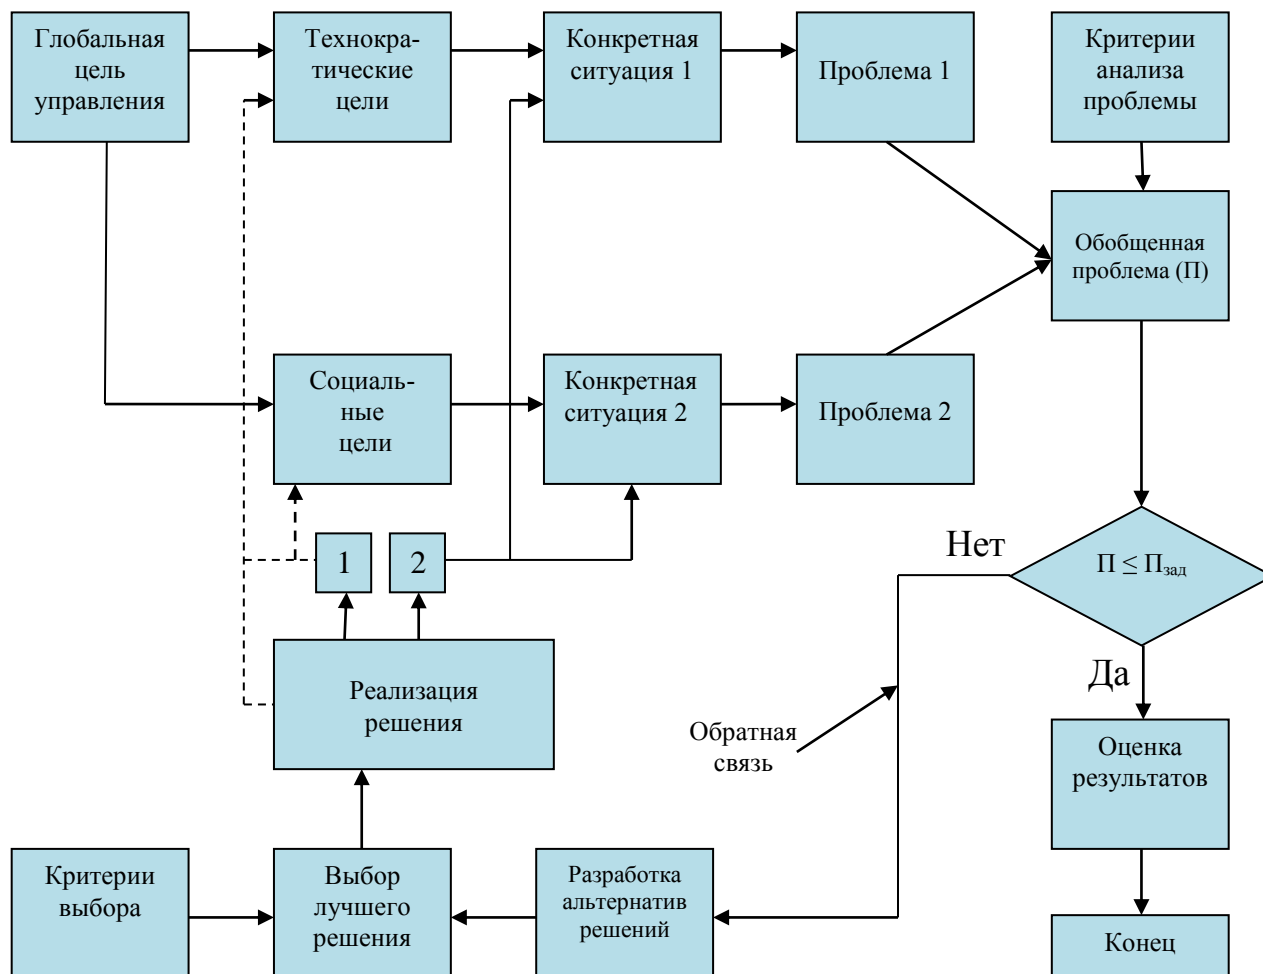 Глобальная
цель
управления
Технокра-
тические
цели
Конкретная
ситуация 1
Проблема 1
Критерии
анализа
проблемы
Обобщенная
проблема (П)
Социаль-
ные
цели
Конкретная
ситуация 2
Проблема 2
1
2
Нет
П ≤ Пзад
Да
Реализация
решения
Обратная
связь
Оценка
результатов
Критерии
выбора
Выбор
лучшего
решения
Разработка
альтернатив
решений
Конец